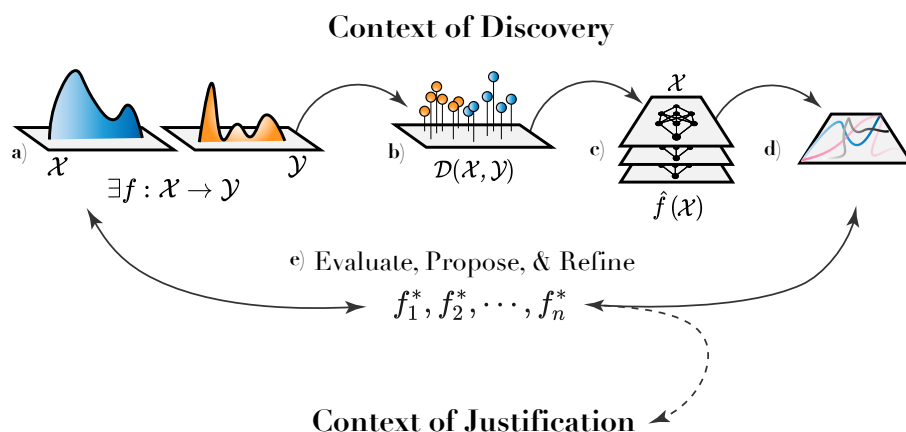 Context of Discovery
a)
𝒳
𝒴
∃f : 𝒳 → 𝒴
b)
𝒟(𝒳, 𝒴)
c)
𝒳
f̂(𝒳)
d)
e) Evaluate, Propose, & Refine
f₁*, f₂*, ⋯, fₙ*
Context of Justification